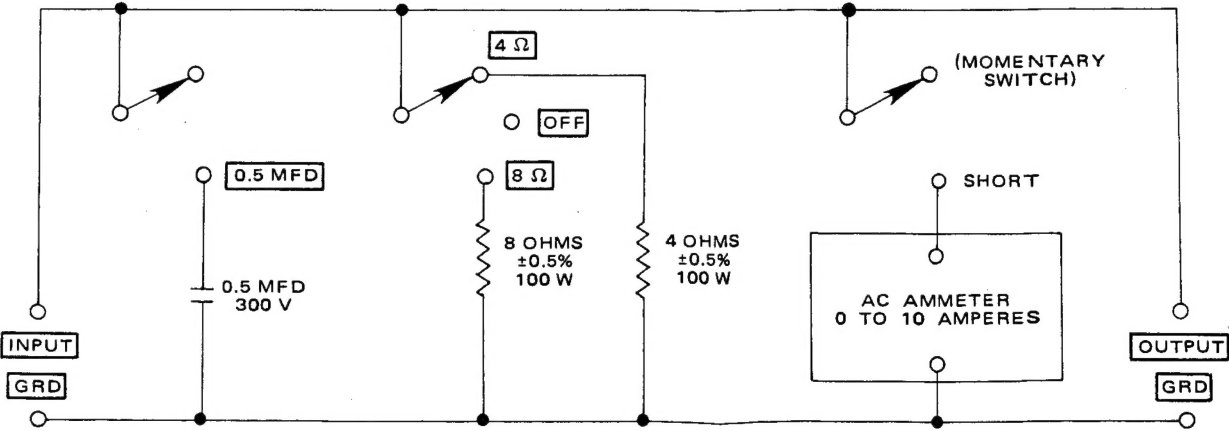 4 Ω
(MOMENTARY
SWITCH)
OFF
0.5 MFD
8 Ω
SHORT
8 OHMS
±0.5%
100 W
4 OHMS
±0.5%
100 W
0.5 MFD
300 V
AC AMMETER
0 TO 10 AMPERES
INPUT
OUTPUT
GRD
GRD